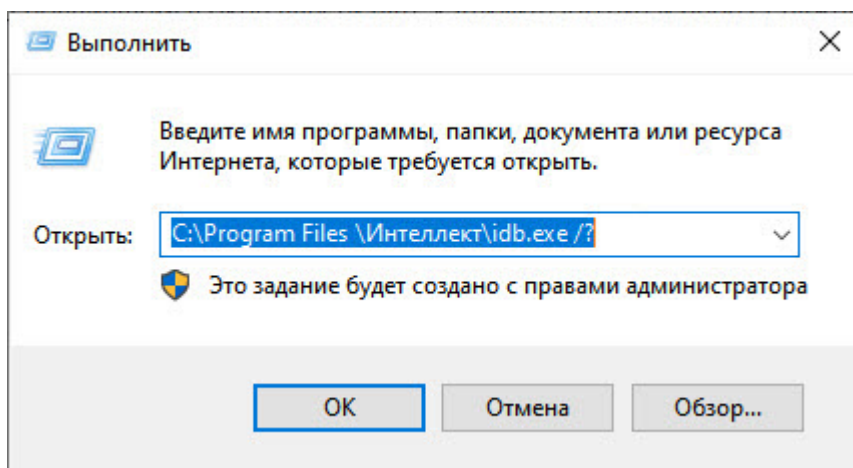 Выполнить
Введите имя программы, папки, документа или ресурса
Интернета, которые требуется открыть.
Открыть: C:\Program Files \Интеллект\idb.exe /?
Это задание будет создано с правами администратора
ОК Отмена Обзор...